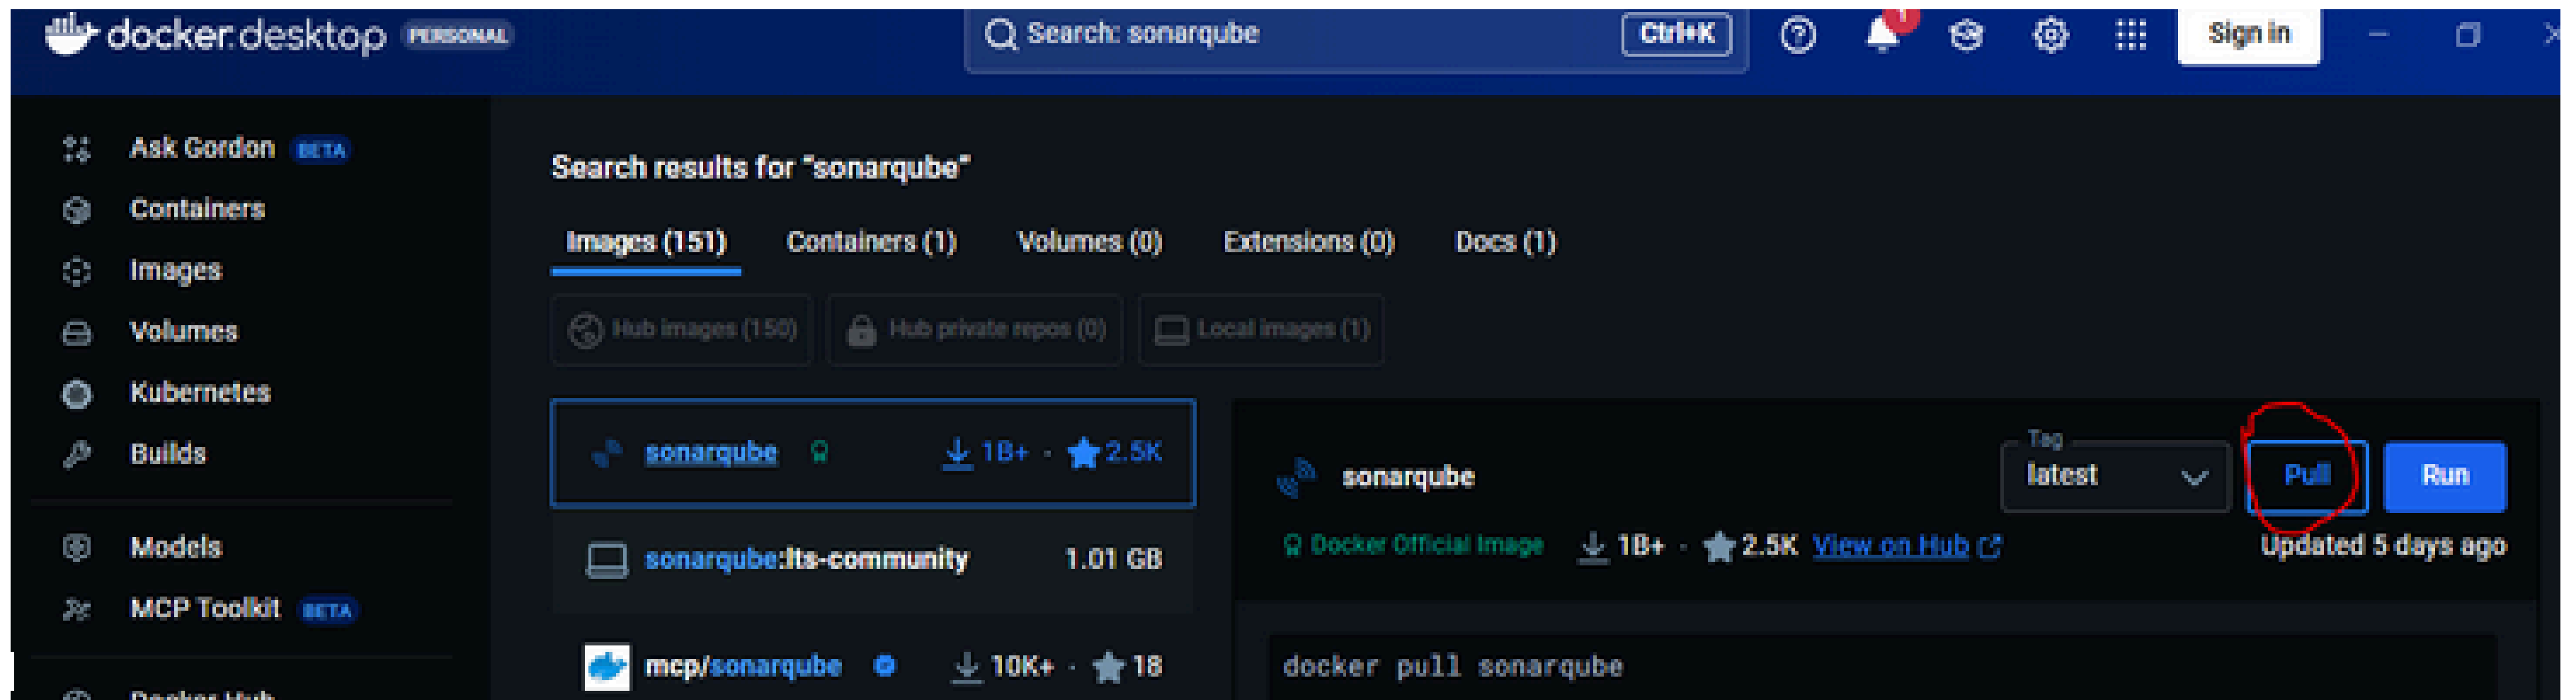 docker.desktop PERSONAL
Search: sonarqube
Ctrl+K
1
Sign in
Ask Gordon BETA
Containers
Images
Volumes
Kubernetes
Builds
Models
MCP Toolkit BETA
Docker Hub
Search results for "sonarqube"
Images (151) Containers (1) Volumes (0) Extensions (0) Docs (1)
Hub images (150) Hub private repos (0) Local images (1)
sonarqube 1B+ · 2.5K
sonarqube:lts-community 1.01 GB
mcp/sonarqube 10K+ · 18
sonarqube
Tag
latest
Pull
Run
Docker Official Image 1B+ · 2.5K View on Hub
Updated 5 days ago
docker pull sonarqube